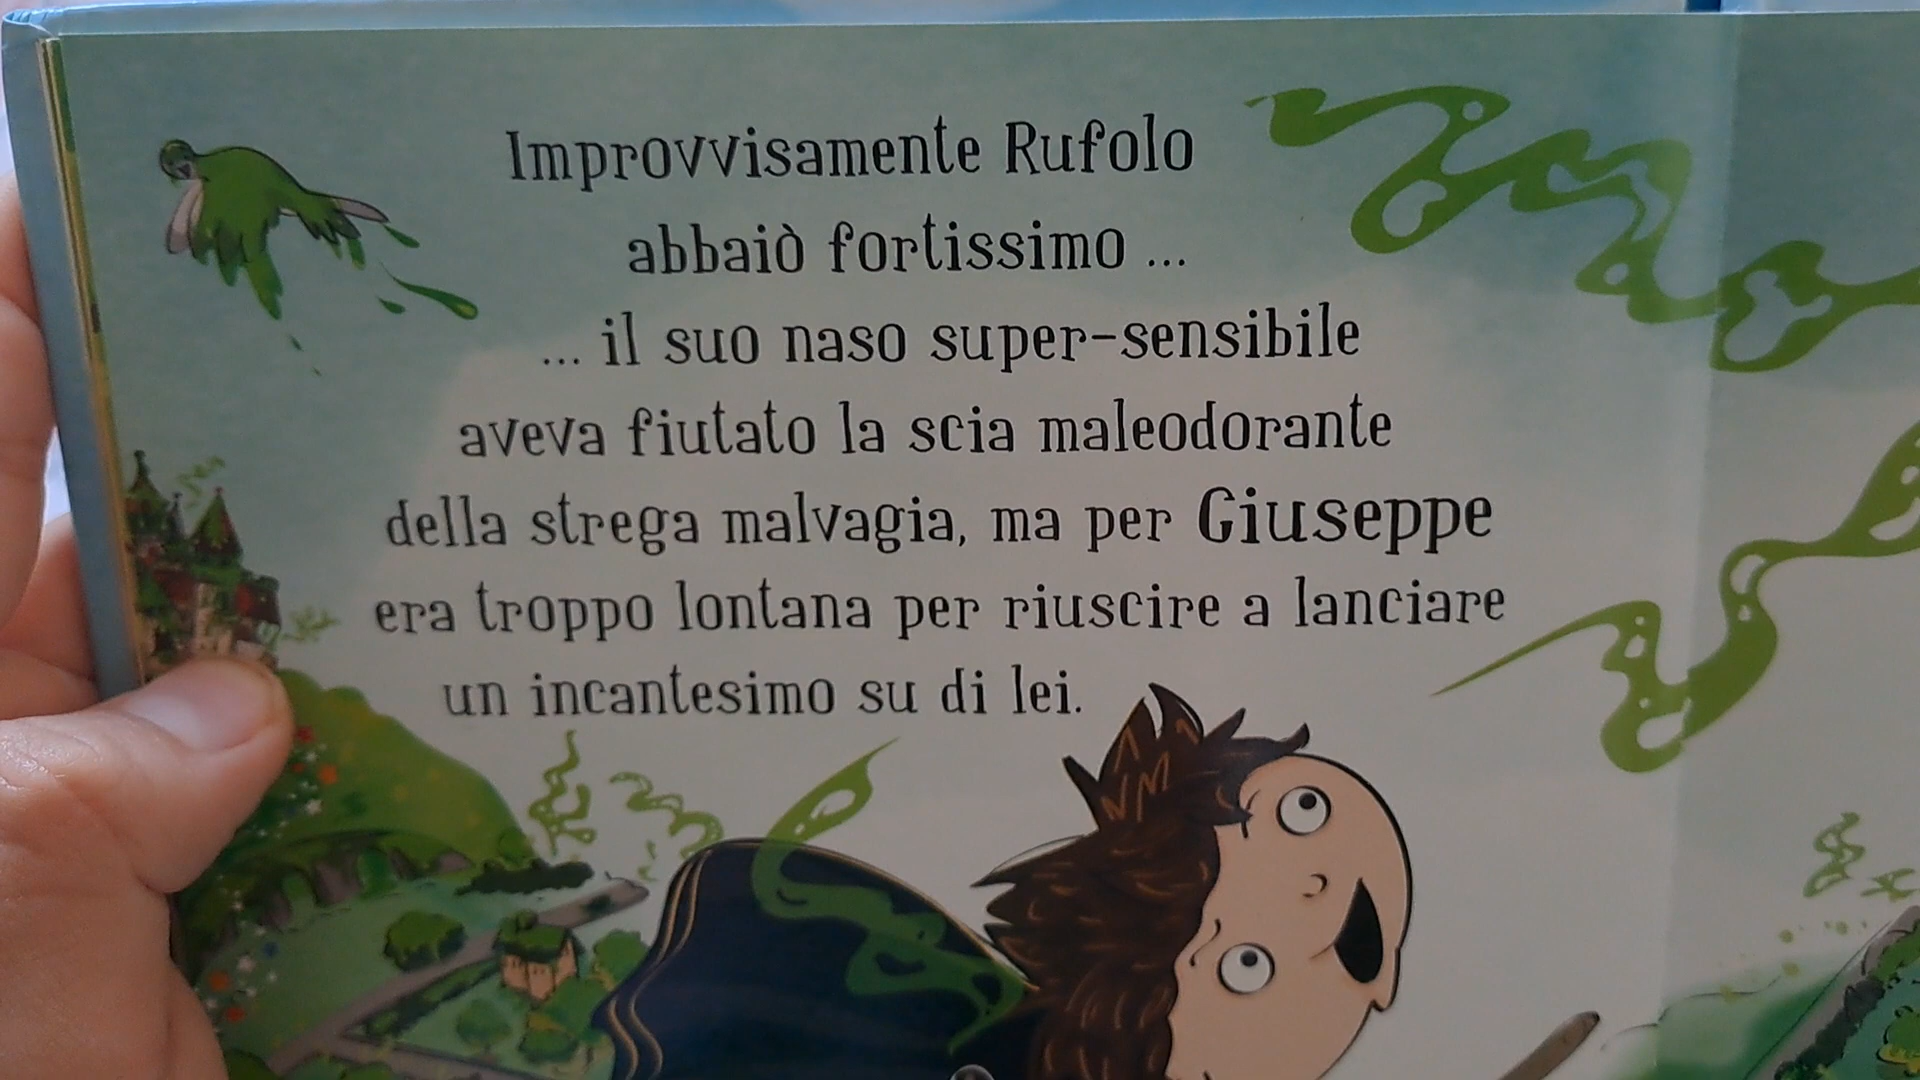 Improvvisamente Rufolo
abbaiò fortissimo ...
... il suo naso super-sensibile
aveva fiutato la scia maleodorante
della strega malvagia, ma per Giuseppe
era troppo lontana per riuscire a lanciare
un incantesimo su di lei.